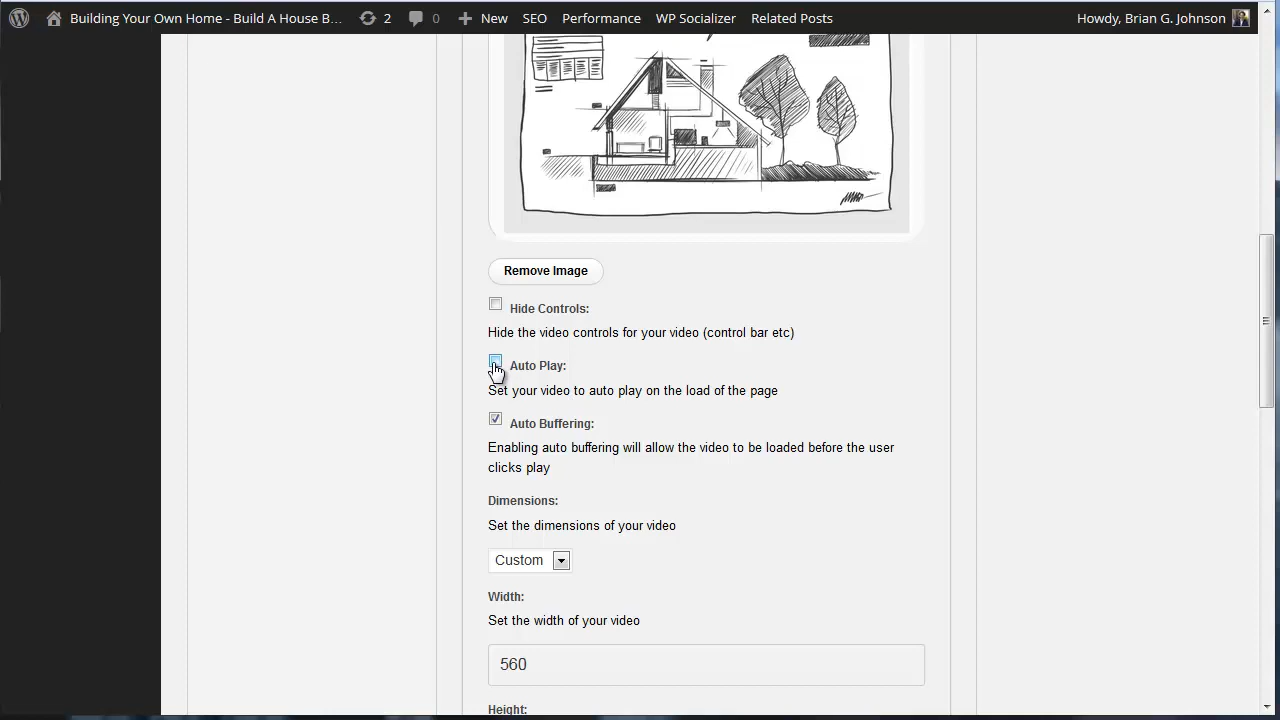 Building Your Own Home - Build A House B... 2 0 New SEO Performance WP Socializer Related Posts Howdy, Brian G. Johnson
Remove Image
Hide Controls:
Hide the video controls for your video (control bar etc)
Auto Play:
Set your video to auto play on the load of the page
Auto Buffering:
Enabling auto buffering will allow the video to be loaded before the user
clicks play
Dimensions:
Set the dimensions of your video
Custom
Width:
Set the width of your video
560
Height: